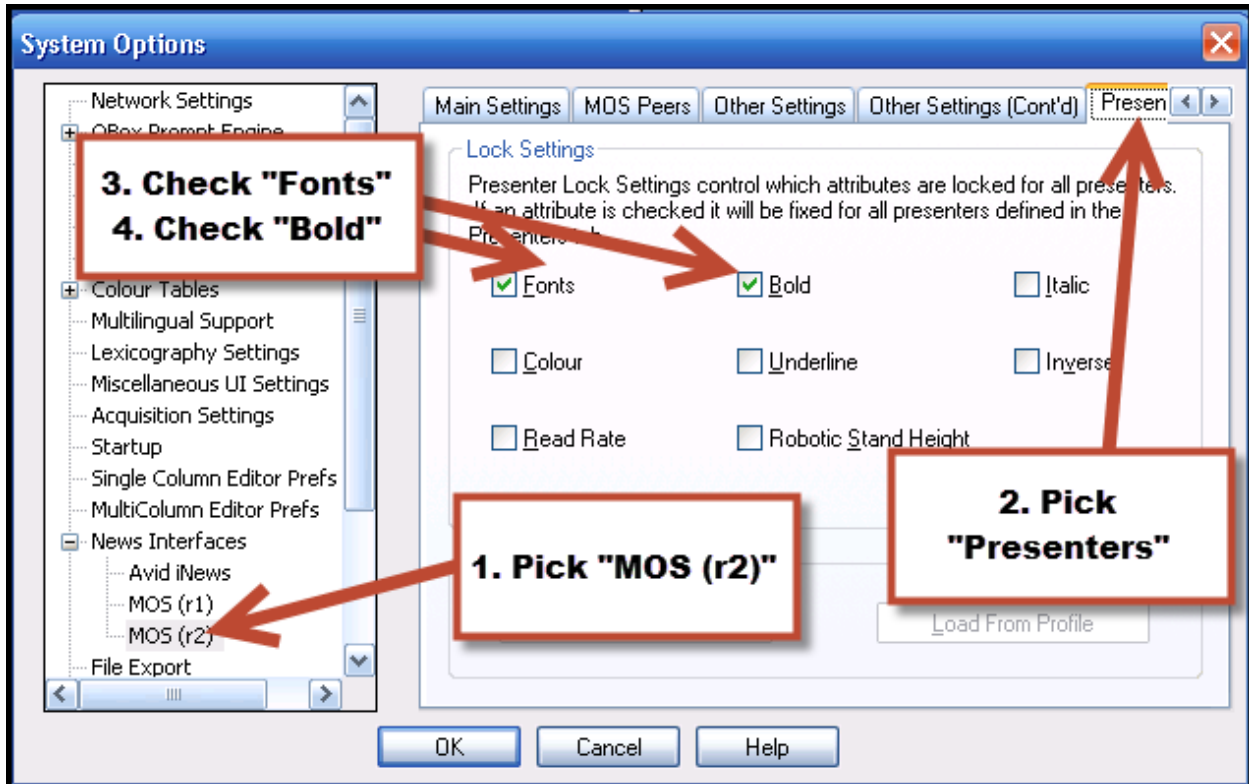 System Options
Network Settings
QBox Prompt Engine
Colour Tables
Multilingual Support
Lexicography Settings
Miscellaneous UI Settings
Acquisition Settings
Startup
Single Column Editor Prefs
MultiColumn Editor Prefs
News Interfaces
Avid iNews
MOS (r1)
MOS (r2)
File Export
Main Settings MOS Peers Other Settings Other Settings (Cont'd) Presen
Lock Settings
Presenter Lock Settings control which attributes are locked for all presenters.
If an attribute is checked it will be fixed for all presenters defined in the
Presenters
Fonts Bold Italic
Colour Underline Inverse
Read Rate Robotic Stand Height
Load From Profile
3. Check "Fonts"
4. Check "Bold"
1. Pick "MOS (r2)"
2. Pick
"Presenters"
OK Cancel Help